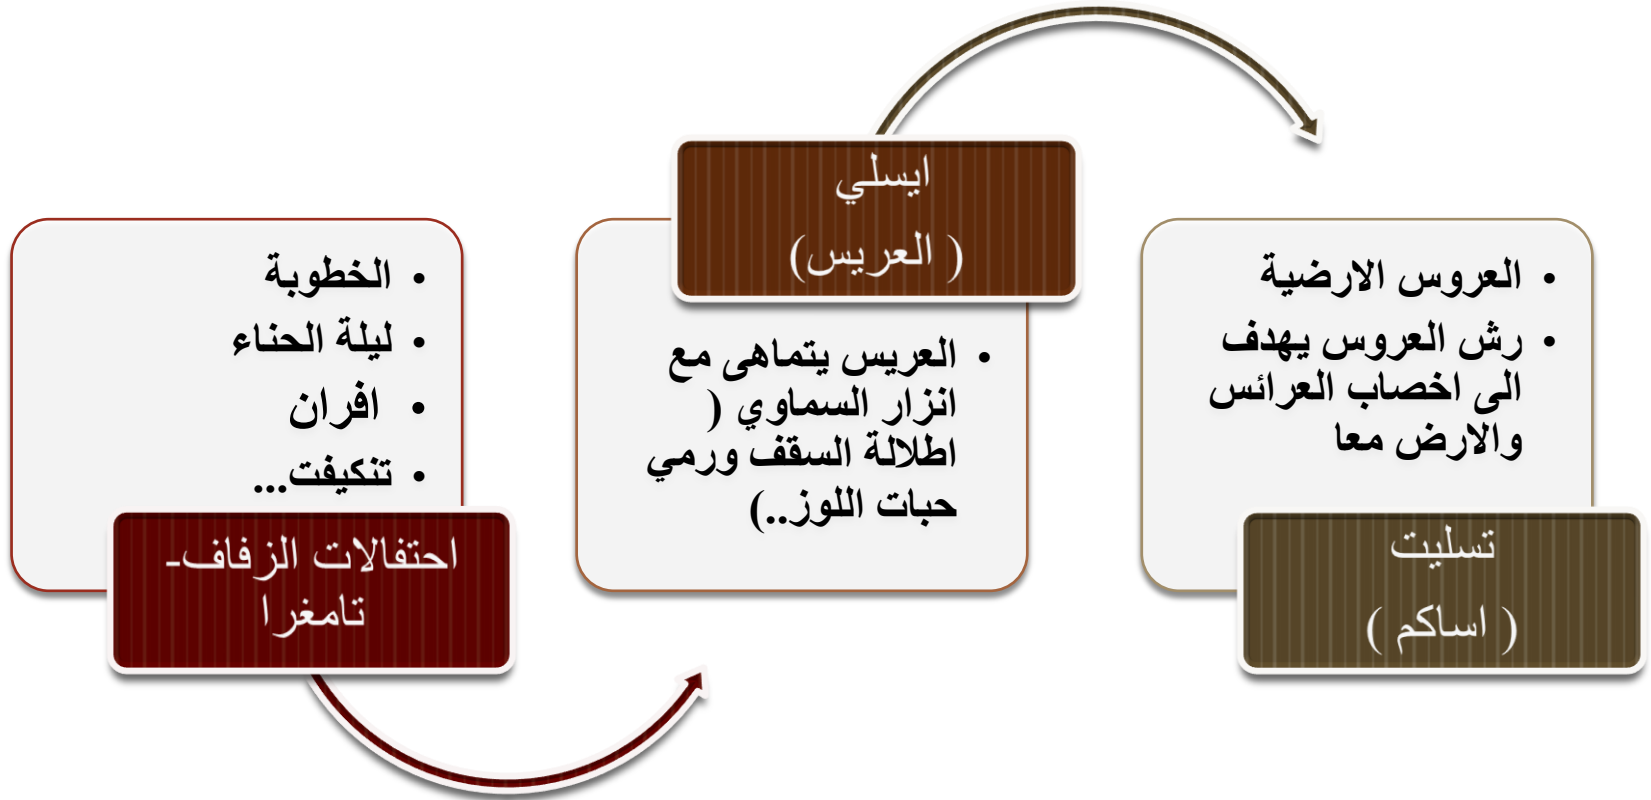 • الخطوبة
• ليلة الحناء
• افران
• تنكيفت...
احتفالات الزفاف-
تامغرا
ايسلي
( العريس)
• العريس يتماهى مع
انزار السماوي (
اطلالة السقف ورمي
حبات اللوز..)
• العروس الارضية
• رش العروس يهدف
الى اخصاب العرائس
والارض معا
تسليت
( اساكم )